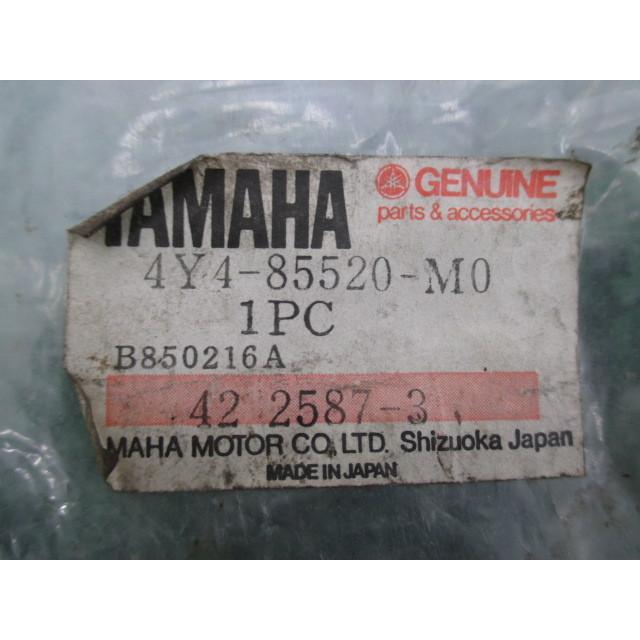 YAMAHA
GENUINE
parts & accessories
4Y4-85520-M0
1PC
B850216A
42 2587-3
MAHA MOTOR CO., LTD. Shizuoka Japan
MADE IN JAPAN